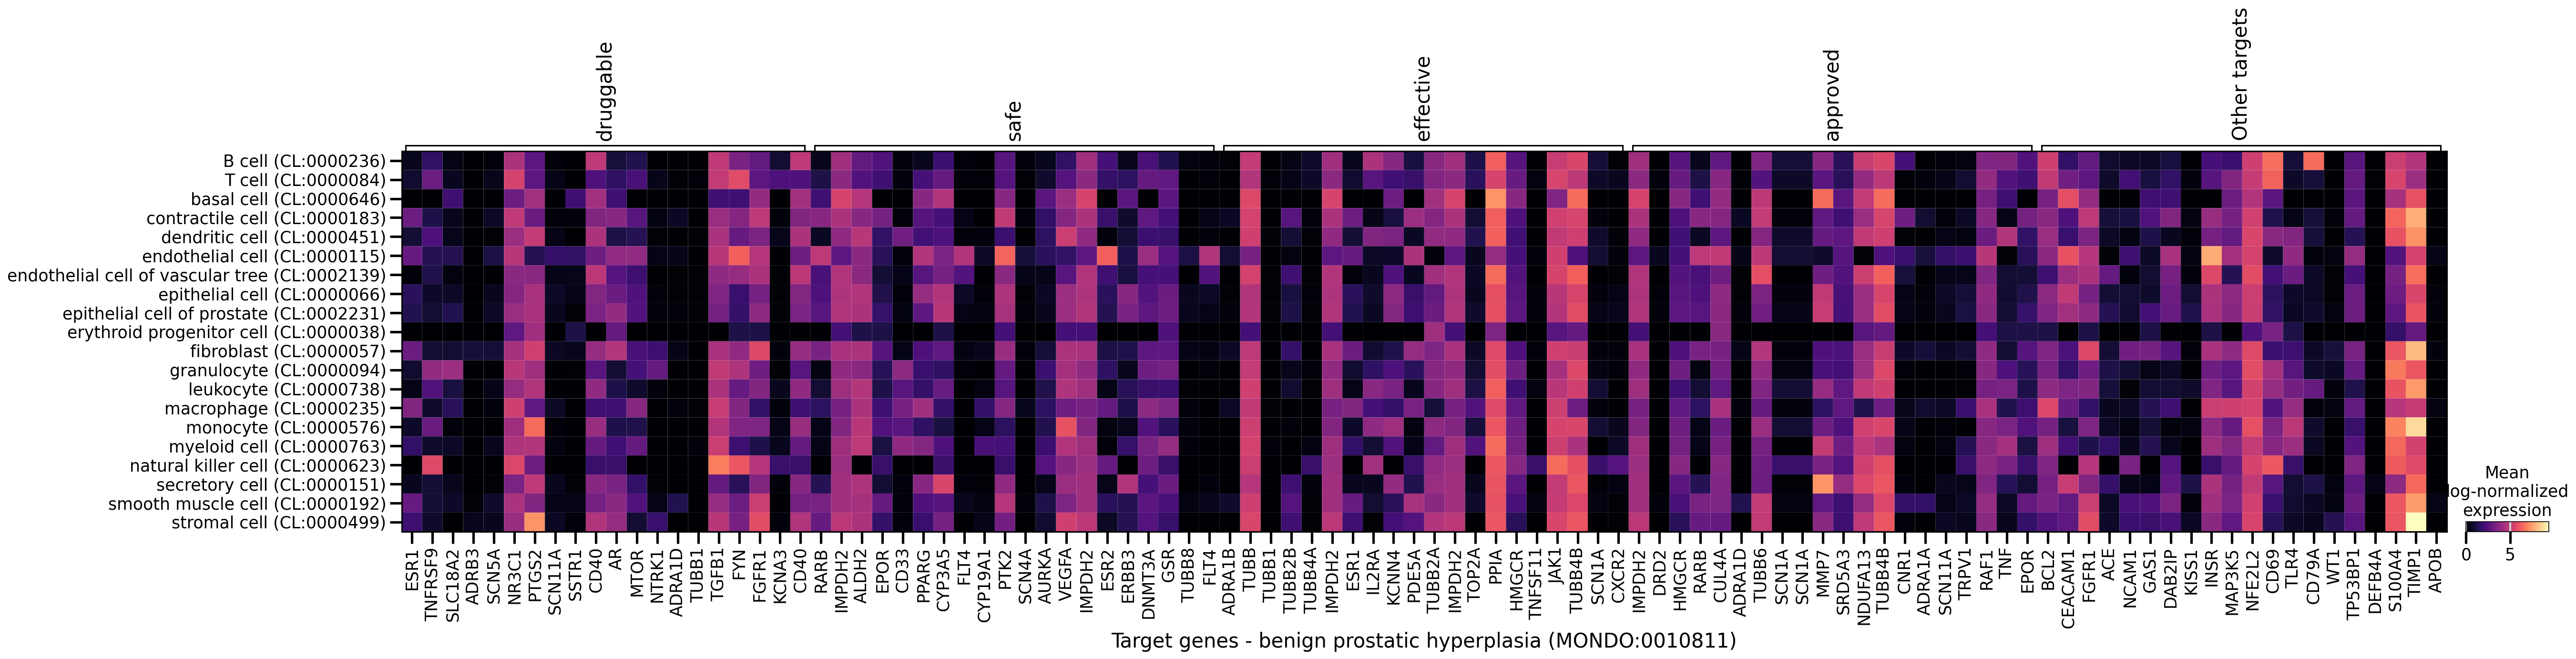 druggable
safe
effective
approved
Other targets
B cell (CL:0000236)
T cell (CL:0000084)
basal cell (CL:0000646)
contractile cell (CL:0000183)
dendritic cell (CL:0000451)
endothelial cell (CL:0000115)
endothelial cell of vascular tree (CL:0002139)
epithelial cell (CL:0000066)
epithelial cell of prostate (CL:0002231)
erythroid progenitor cell (CL:0000038)
fibroblast (CL:0000057)
granulocyte (CL:0000094)
leukocyte (CL:0000738)
macrophage (CL:0000235)
monocyte (CL:0000576)
myeloid cell (CL:0000763)
natural killer cell (CL:0000623)
secretory cell (CL:0000151)
smooth muscle cell (CL:0000192)
stromal cell (CL:0000499)
ESR1
TNFRSF9
SLC18A2
ADRB3
SCN5A
NR3C1
PTGS2
SCN11A
SSTR1
CD40
AR
MTOR
NTRK1
ADRA1D
TUBB1
TGFB1
FYN
FGFR1
KCNA3
CD40
RARB
IMPDH2
ALDH2
EPOR
CD33
PPARG
CYP3A5
FLT4
CYP19A1
PTK2
SCN4A
AURKA
VEGFA
IMPDH2
ESR2
ERBB3
DNMT3A
GSR
TUBB8
FLT4
ADRA1B
TUBB
TUBB1
TUBB2B
TUBB4A
IMPDH2
ESR1
IL2RA
KCNN4
PDE5A
TUBB2A
IMPDH2
TOP2A
PPIA
HMGCR
TNFSF11
JAK1
TUBB4B
SCN1A
CXCR2
IMPDH2
DRD2
HMGCR
RARB
CUL4A
ADRA1D
TUBB6
SCN1A
SCN1A
MMP7
SRD5A3
NDUFA13
TUBB4B
CNR1
ADRA1A
SCN11A
TRPV1
RAF1
TNF
EPOR
BCL2
CEACAM1
FGFR1
ACE
NCAM1
GAS1
DAB2IP
KISS1
INSR
MAP3K5
NFE2L2
CD69
TLR4
CD79A
WT1
TP53BP1
DEFB4A
S100A4
TIMP1
APOB
Target genes - benign prostatic hyperplasia (MONDO:0010811)
Mean
log-normalized
expression
0 5